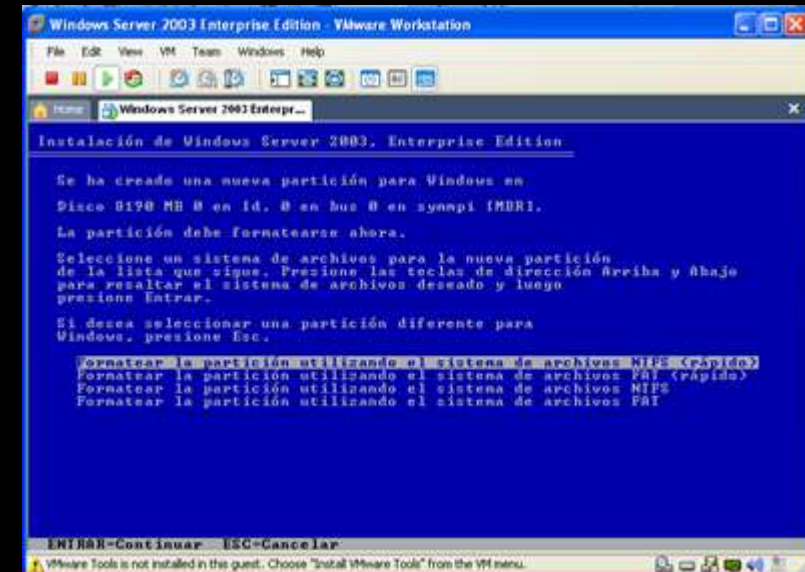 Windows Server 2003 Enterprise Edition - VMware Workstation
File Edit View VM Team Windows Help
Home Windows Server 2003 Enterpr...
Instalación de Windows Server 2003, Enterprise Edition
Se ha creado una nueva partición para Windows en
Disco 8190 MB 0 en Id. 0 en bus 0 en symmpi [MBR].
La partición debe formatearse ahora.
Seleccione un sistema de archivos para la nueva partición
de la lista que sigue. Presione las teclas de dirección Arriba y Abajo
para resaltar el sistema de archivos deseado y luego
presione Entrar.
Si desea seleccionar una partición diferente para
Windows, presione Esc.
Formatear la partición utilizando el sistema de archivos NTFS (rápido)
Formatear la partición utilizando el sistema de archivos FAT (rápido)
Formatear la partición utilizando el sistema de archivos NTFS
Formatear la partición utilizando el sistema de archivos FAT
ENTRAR=Continuar ESC=Cancelar
VMware Tools is not installed in this guest. Choose "Install VMware Tools" from the VM menu.